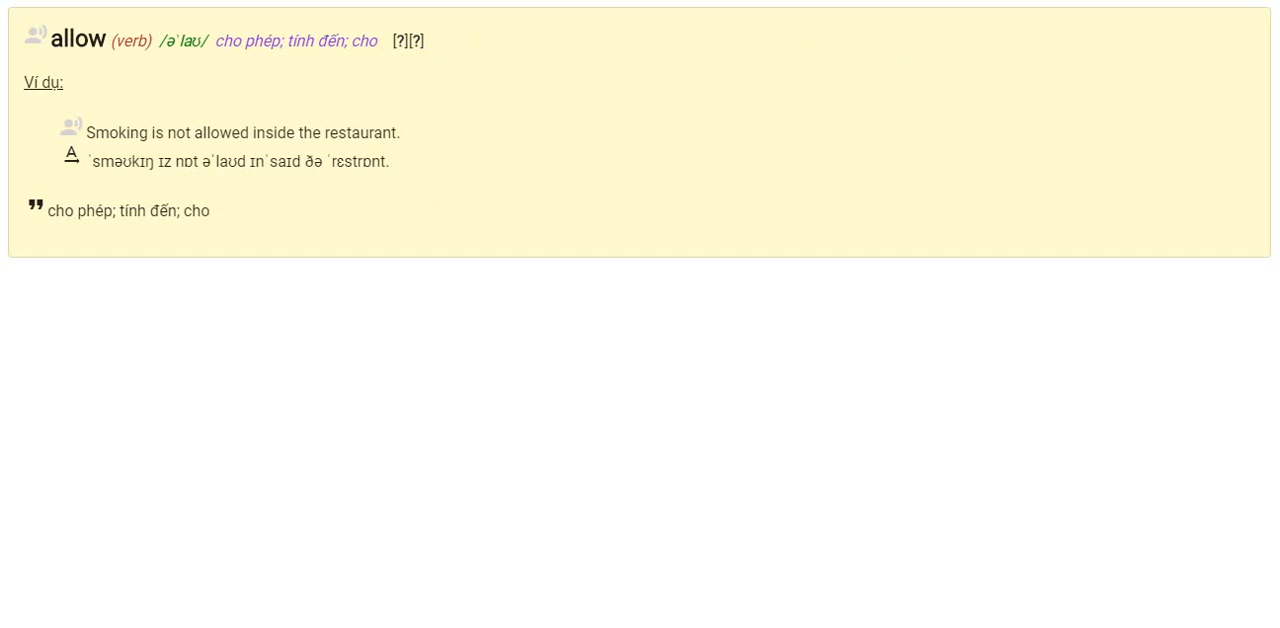 allow (verb) /əˈlaʊ/ cho phép; tính đến; cho [?][?]
Ví dụ:
Smoking is not allowed inside the restaurant.
ˈsməʊkɪŋ ɪz nɒt əˈlaʊd ɪnˈsaɪd ðə ˈrɛstrɒnt.
cho phép; tính đến; cho